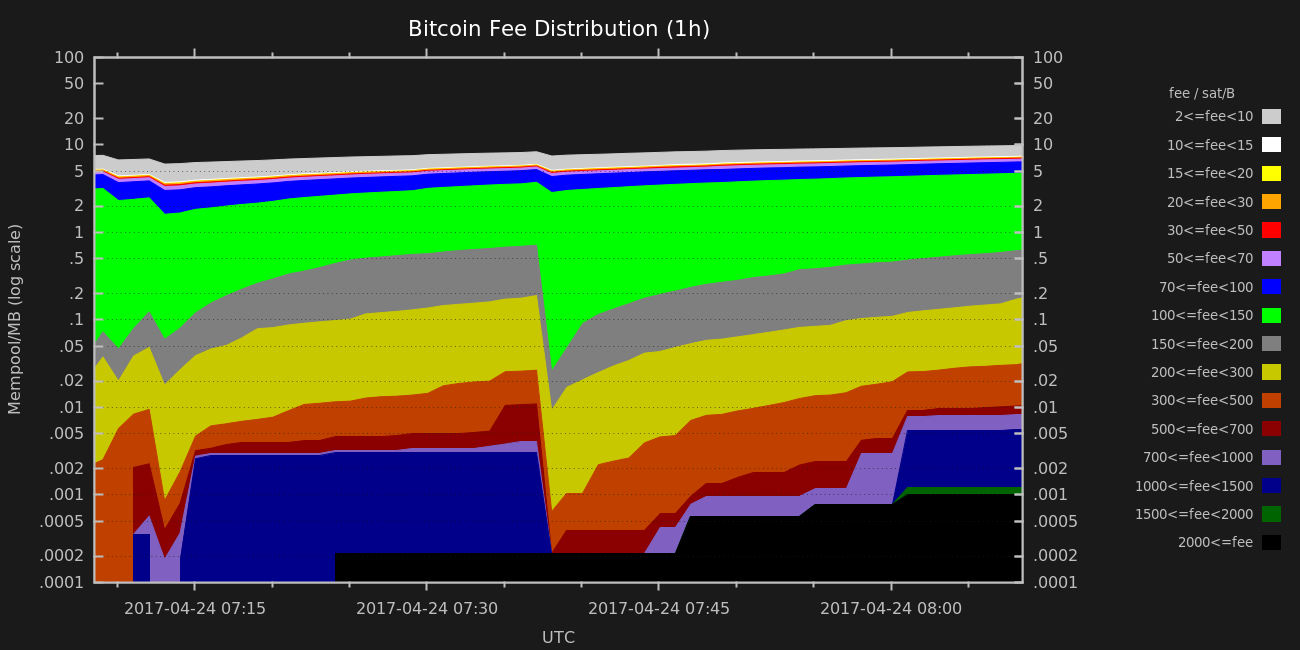 Bitcoin Fee Distribution (1h)
Mempool/MB (log scale)
100
50
20
10
5
2
1
.5
.2
.1
.05
.02
.01
.005
.002
.001
.0005
.0002
.0001
100
50
20
10
5
2
1
.5
.2
.1
.05
.02
.01
.005
.002
.001
.0005
.0002
.0001
2017-04-24 07:15 2017-04-24 07:30 2017-04-24 07:45 2017-04-24 08:00
UTC
fee / sat/B
2<=fee<10
10<=fee<15
15<=fee<20
20<=fee<30
30<=fee<50
50<=fee<70
70<=fee<100
100<=fee<150
150<=fee<200
200<=fee<300
300<=fee<500
500<=fee<700
700<=fee<1000
1000<=fee<1500
1500<=fee<2000
2000<=fee